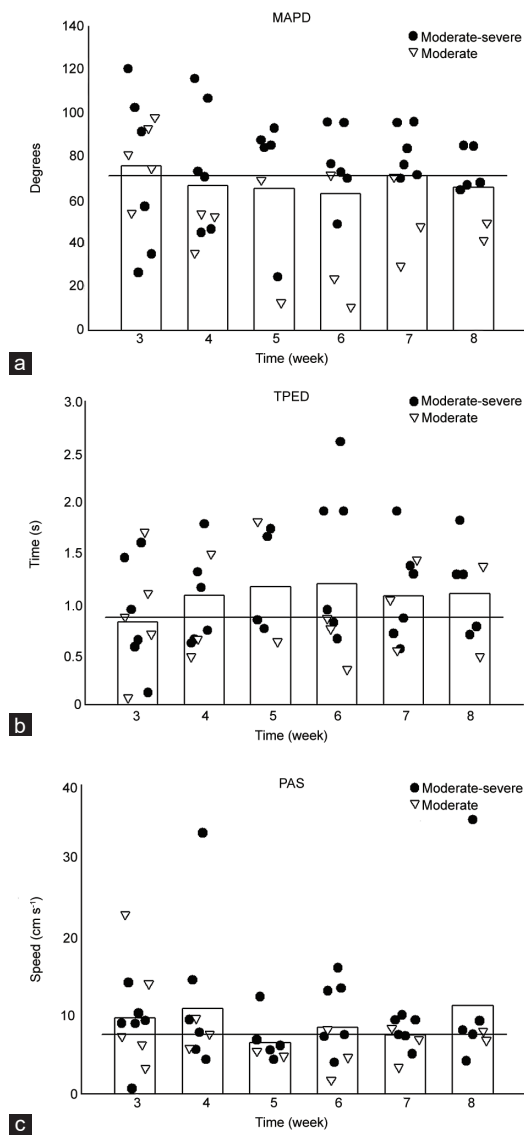 MAPD
140
120
100
80
60
40
20
0
Degrees
Moderate-severe
Moderate
3 4 5 6 7 8
Time (week)
a
TPED
3.0
2.5
2.0
1.5
1.0
0.5
0
Time (s)
Moderate-severe
Moderate
3 4 5 6 7 8
Time (week)
b
PAS
40
30
20
10
0
Speed (cm s⁻¹)
Moderate-severe
Moderate
3 4 5 6 7 8
Time (week)
c